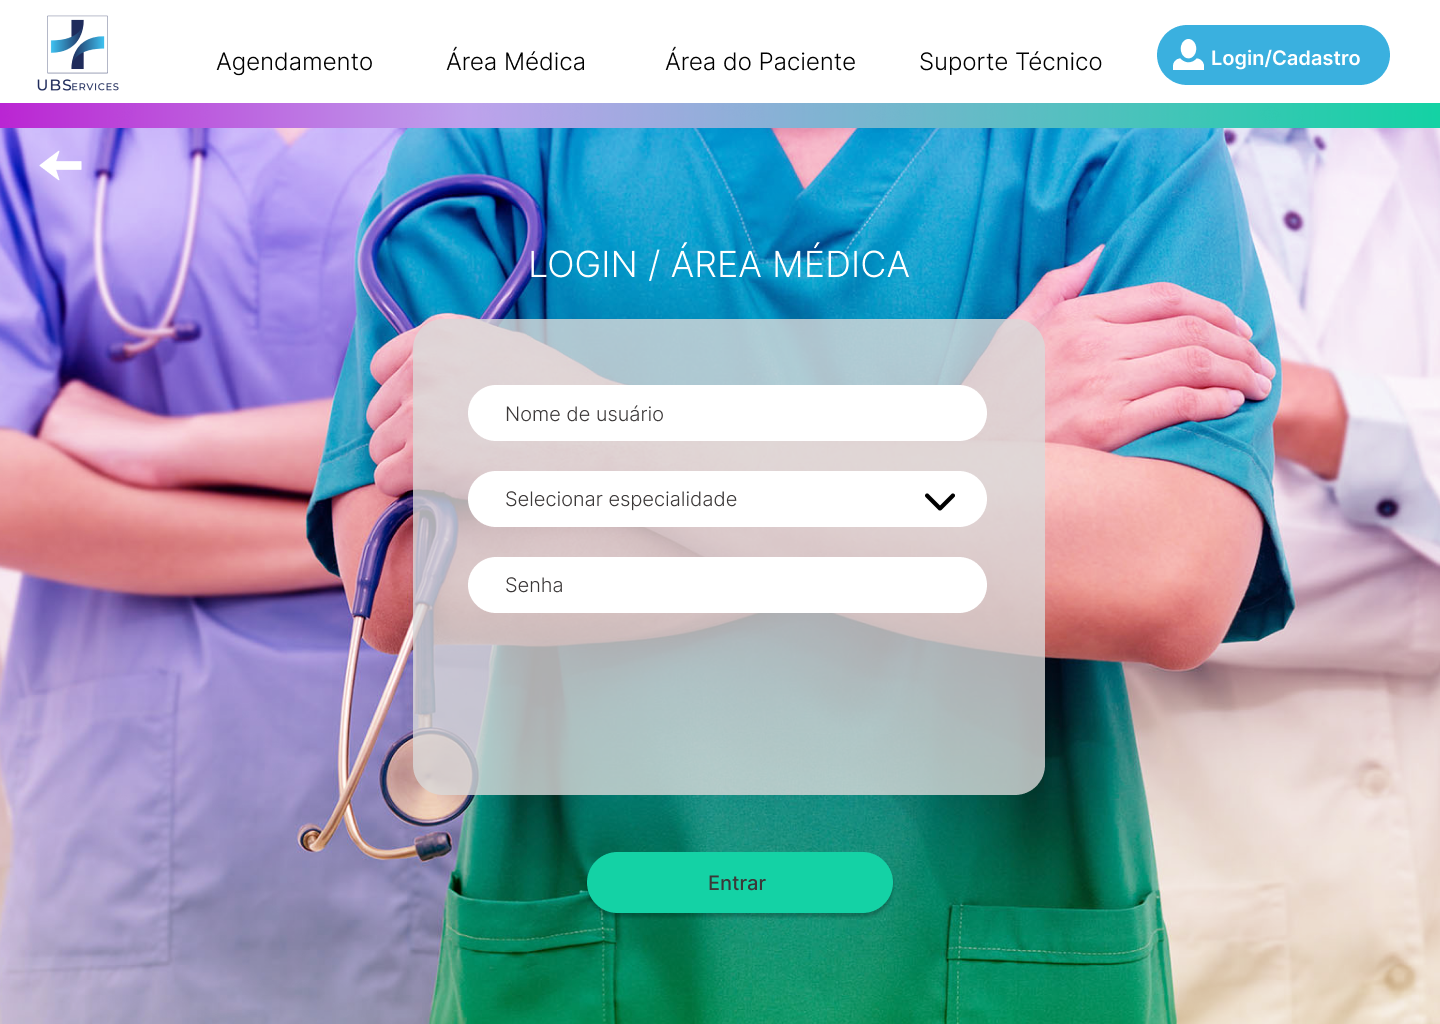 UBServices
Agendamento
Área Médica
Área do Paciente
Suporte Técnico
Login/Cadastro
LOGIN / ÁREA MÉDICA
Nome de usuário
Selecionar especialidade
Senha
Entrar